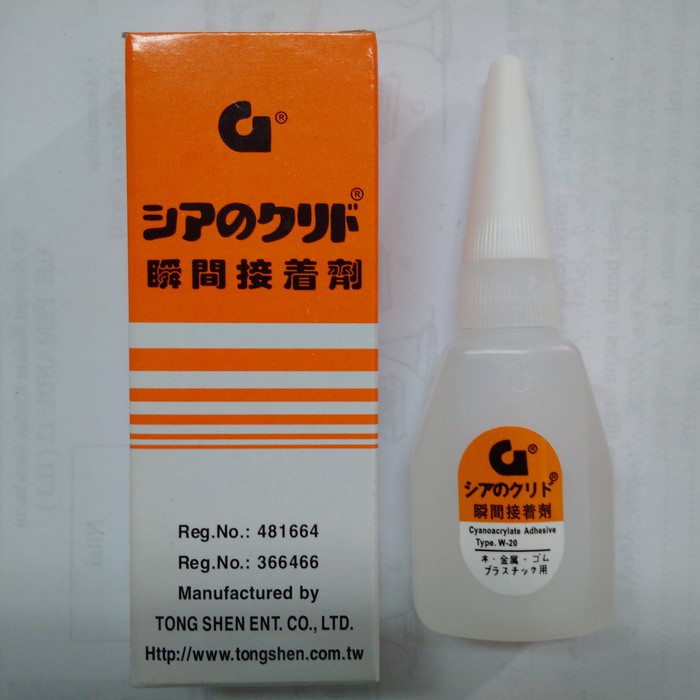 ®
シアのクリド®
瞬間接着劑
Reg.No.: 481664
Reg.No.: 366466
Manufactured by
TONG SHEN ENT. CO., LTD.
Http://www.tongshen.com.tw
®
シアのクリド®
瞬間接着劑
Cyanoacrylate Adhesive
Type. W-20
木・金属・ゴム
プラスチック用